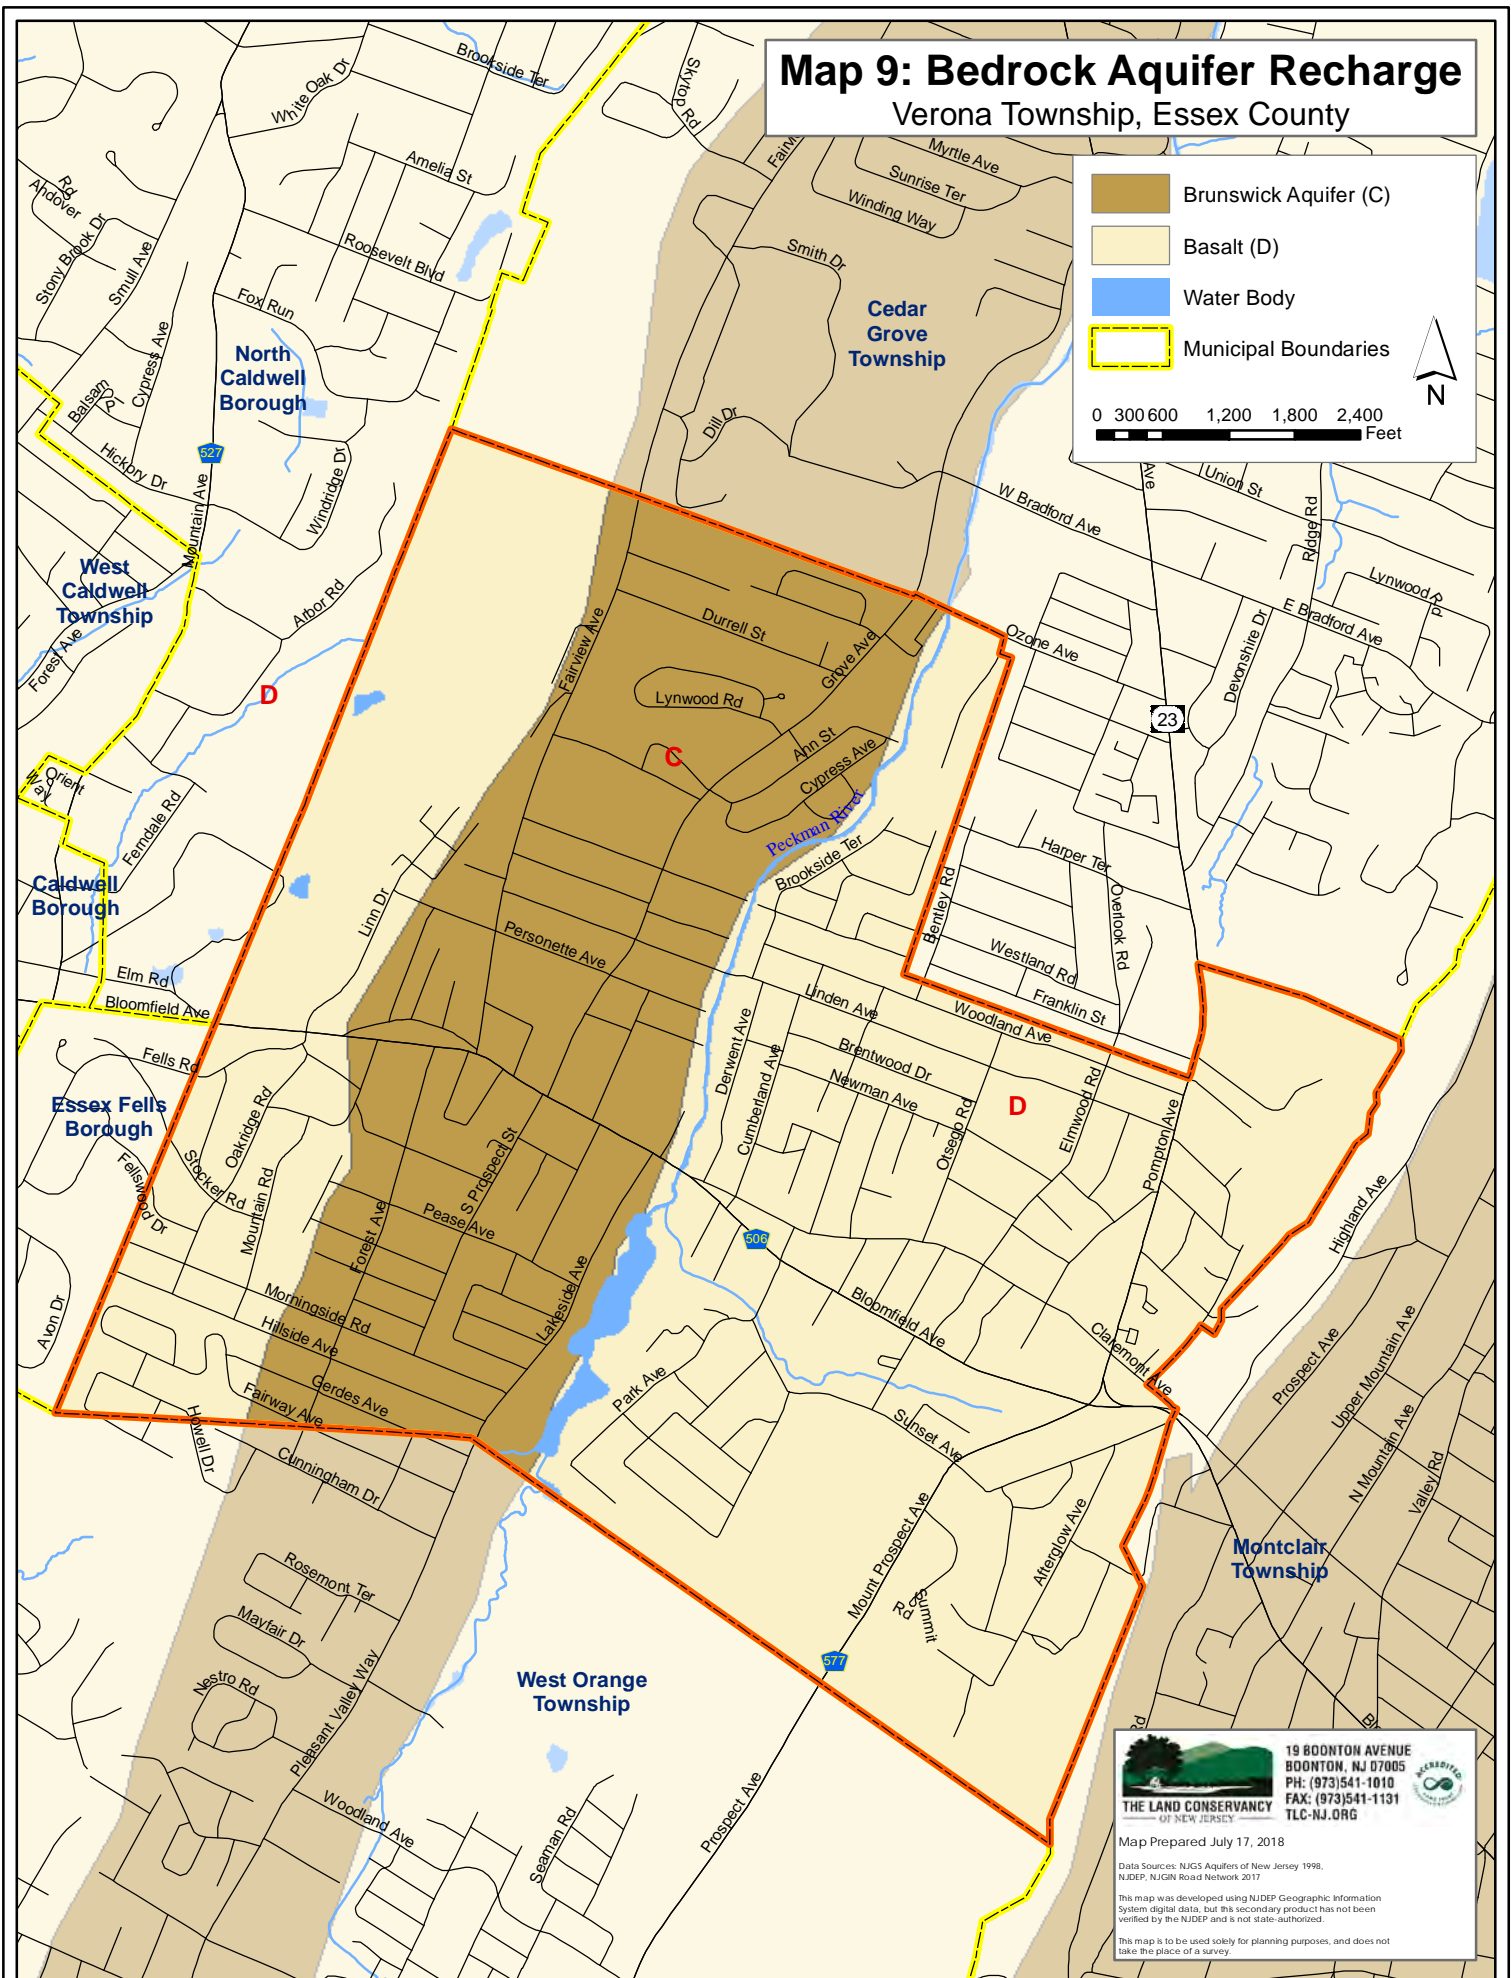 Map 9: Bedrock Aquifer Recharge
Verona Township, Essex County
Brunswick Aquifer (C)
Basalt (D)
Water Body
Municipal Boundaries
N
0 300 600 1,200 1,800 2,400
Feet
Brookside Ter
White Oak Dr
Skytop Rd
Amelia St
Myrtle Ave
Sunrise Ter
Winding Way
Andover
Rd
Stony Brook Dr
Smull Ave
Roosevelt Blvd
Smith Dr
Fox Run
Cedar
Grove
Township
North
Caldwell
Borough
Cypress Ave
Balsam
Dr
Dill Dr
527
Hickory Dr
Windridge Dr
Mountain Ave
W Bradford Ave
Ave
Union St
Ridge Rd
Lynwood Rd
E Bradford Ave
West
Caldwell
Township
Arbor Rd
Forest Ave
Durrell St
Fairview Ave
Grove Ave
Ozone Ave
Devonshire Dr
D
Lynwood Rd
23
C
Ann St
Cypress Ave
Orient
Way
Ferndale Rd
Peckman River
Brookside Ter
Harper Ter
Overlook Rd
Caldwell
Borough
Linn Dr
Bentley Rd
Personette Ave
Westland Rd
Elm Rd
Bloomfield Ave
Linden Ave
Woodland Ave
Franklin St
Fells Rd
Derwent Ave
Brentwood Dr
Cumberland Ave
Newman Ave
D
Essex Fells
Borough
Oakridge Rd
Elmwood Rd
Otsego Rd
Pompton Ave
Fellswood Dr
Stocker Rd
Mountain Rd
S Prospect St
Pease Ave
Forest Ave
506
Highland Ave
Avon Dr
Morningside Rd
Hillside Ave
Lakeside Ave
Bloomfield Ave
Claremont Ave
Prospect Ave
Upper Mountain Ave
Gerdes Ave
Fairway Ave
Park Ave
Sunset Ave
Howell Dr
Cunningham Dr
N Mountain Ave
Valley Rd
Mount Prospect Ave
Afterglow Ave
Montclair
Township
Rosemont Ter
Mayfair Dr
Summit
Rd
Nestro Rd
Pleasant Valley Way
577
West Orange
Township
Woodland Ave
Seaman Rd
Prospect Ave
Rd
THE LAND CONSERVANCY
OF NEW JERSEY
19 BOONTON AVENUE
BOONTON, NJ 07005
PH: (973)541-1010
FAX: (973)541-1131
TLC-NJ.ORG
ACCREDITED
Map Prepared July 17, 2018
Data Sources: NJGS Aquifers of New Jersey 1998,
NJDEP, NJGIN Road Network 2017
This map was developed using NJDEP Geographic Information
System digital data, but this secondary product has not been
verified by the NJDEP and is not state-authorized.
This map is to be used solely for planning purposes, and does not
take the place of a survey.